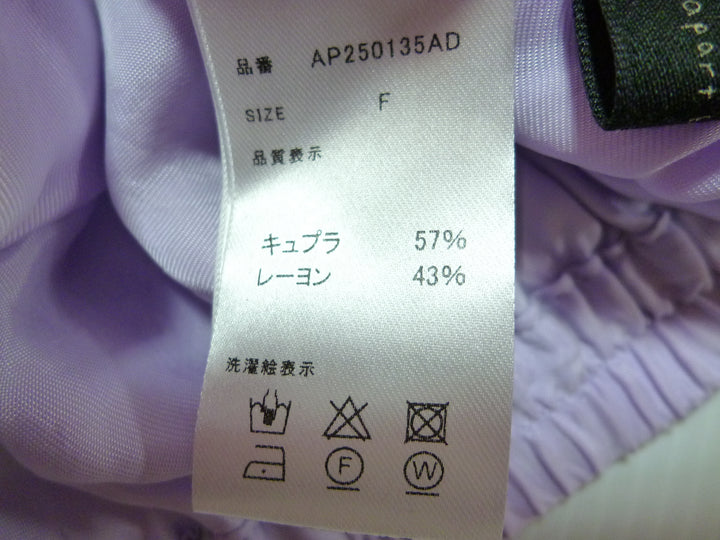 品番 AP250135AD
SIZE F
品質表示
キュプラ 57%
レーヨン 43%
洗濯絵表示
F W